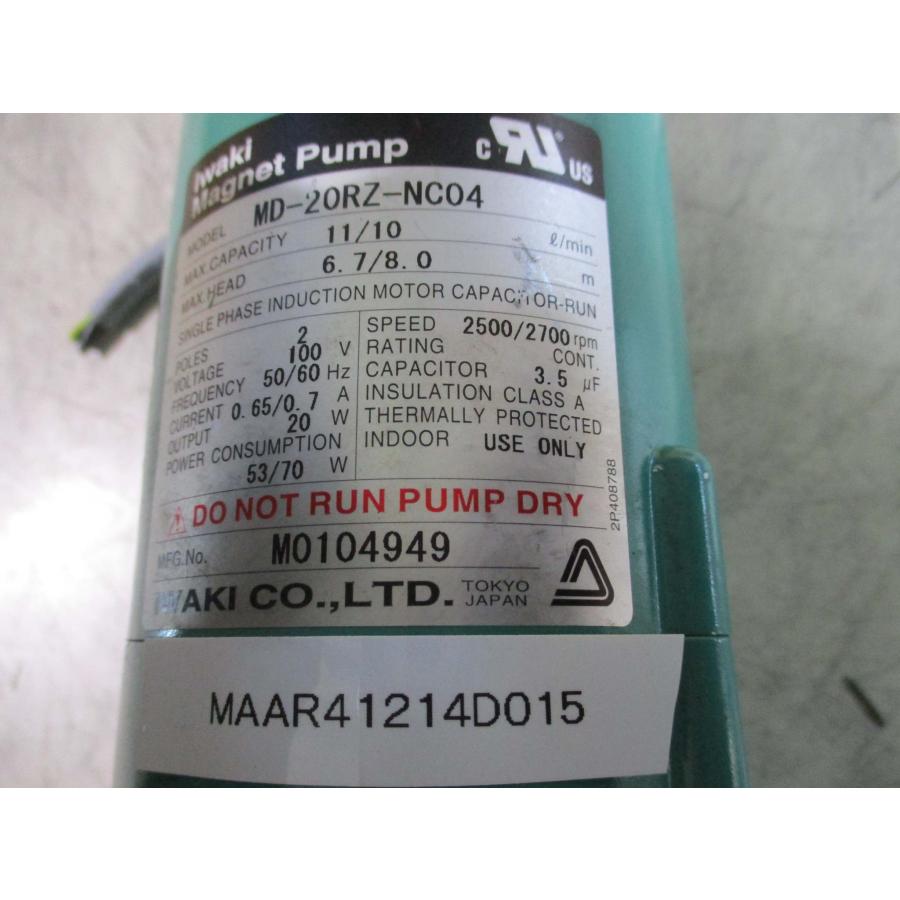 Iwaki
Magnet Pump
C RU ® US
MODEL MD-20RZ-NC04
MAX.CAPACITY 11/10 ℓ/min
MAX.HEAD 6.7/8.0 m
SINGLE PHASE INDUCTION MOTOR CAPACITOR-RUN
POLES 2
VOLTAGE 100 V
FREQUENCY 50/60 Hz
CURRENT 0.65/0.7 A
OUTPUT 20 W
POWER CONSUMPTION
53/70 W
SPEED 2500/2700 rpm
RATING CONT.
CAPACITOR 3.5 μF
INSULATION CLASS A
THERMALLY PROTECTED
INDOOR USE ONLY
2P408788
DO NOT RUN PUMP DRY
MFG.No. M0104949
IWAKI CO.,LTD. TOKYO JAPAN
MAAR41214D015